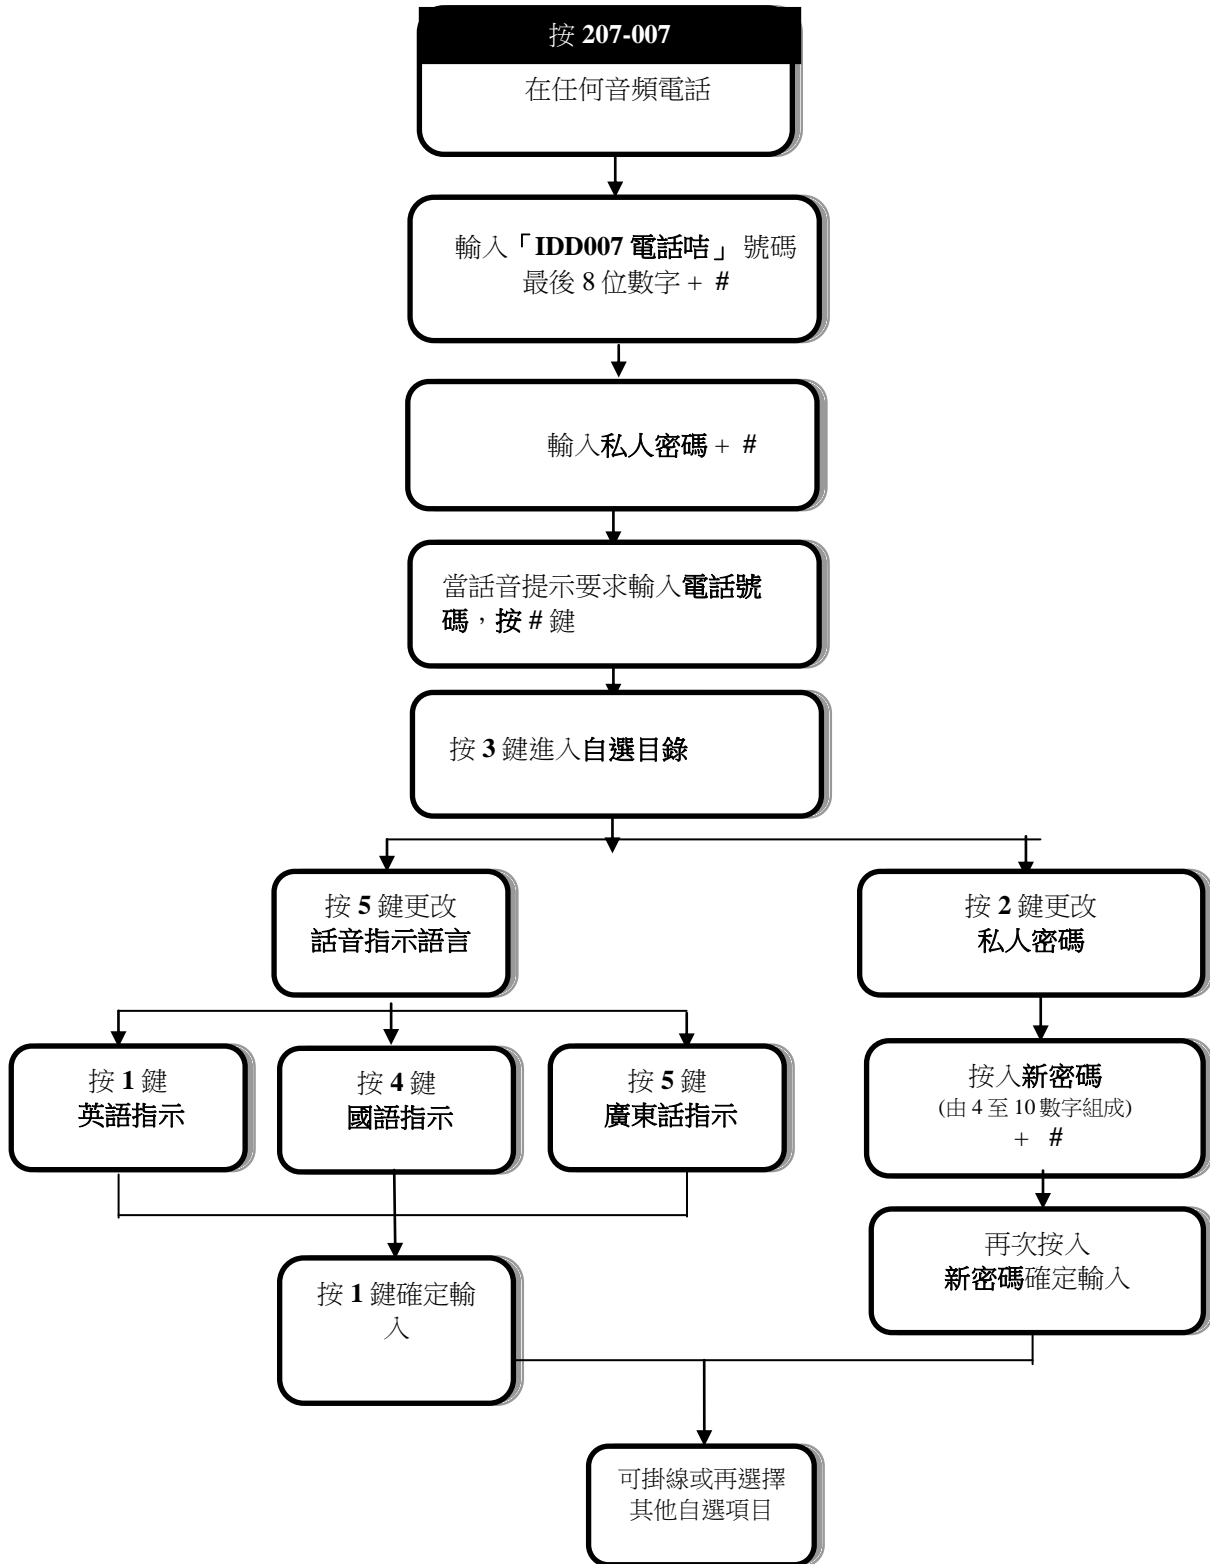 按 207-007
在任何音頻電話
輸入「IDD007 電話咭」 號碼
最後 8 位數字 + #
輸入私人密碼 + #
當話音提示要求輸入電話號
碼，按 # 鍵
按 3 鍵進入自選目錄
按 5 鍵更改
話音指示語言
按 2 鍵更改
私人密碼
按 1 鍵
英語指示
按 4 鍵
國語指示
按 5 鍵
廣東話指示
按入新密碼
(由 4 至 10 數字組成)
+ #
再次按入
新密碼確定輸入
按 1 鍵確定輸
入
可掛線或再選擇
其他自選項目